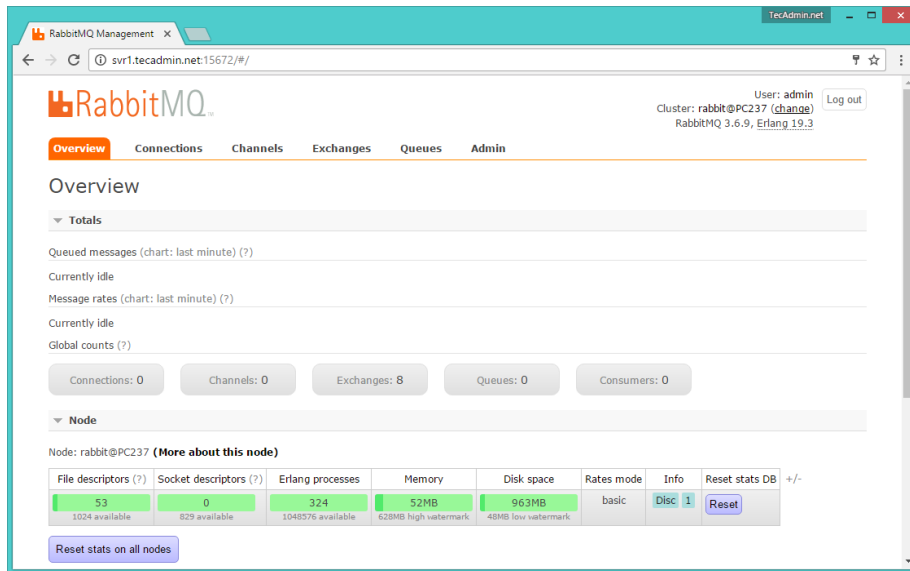 TecAdmin.net
RabbitMQ Management
svr1.tecadmin.net:15672/#/
RabbitMQ
User: admin
Log out
Cluster: rabbit@PC237 (change)
RabbitMQ 3.6.9, Erlang 19.3
Overview Connections Channels Exchanges Queues Admin
Overview
Totals
Queued messages (chart: last minute) (?)
Currently idle
Message rates (chart: last minute) (?)
Currently idle
Global counts (?)
Connections: 0 Channels: 0 Exchanges: 8 Queues: 0 Consumers: 0
Node
Node: rabbit@PC237 (More about this node)
File descriptors (?) Socket descriptors (?) Erlang processes Memory Disk space Rates mode Info Reset stats DB +/-
53 0 324 52MB 963MB basic Disc 1 Reset
1024 available 829 available 1048576 available 628MB high watermark 48MB low watermark
Reset stats on all nodes